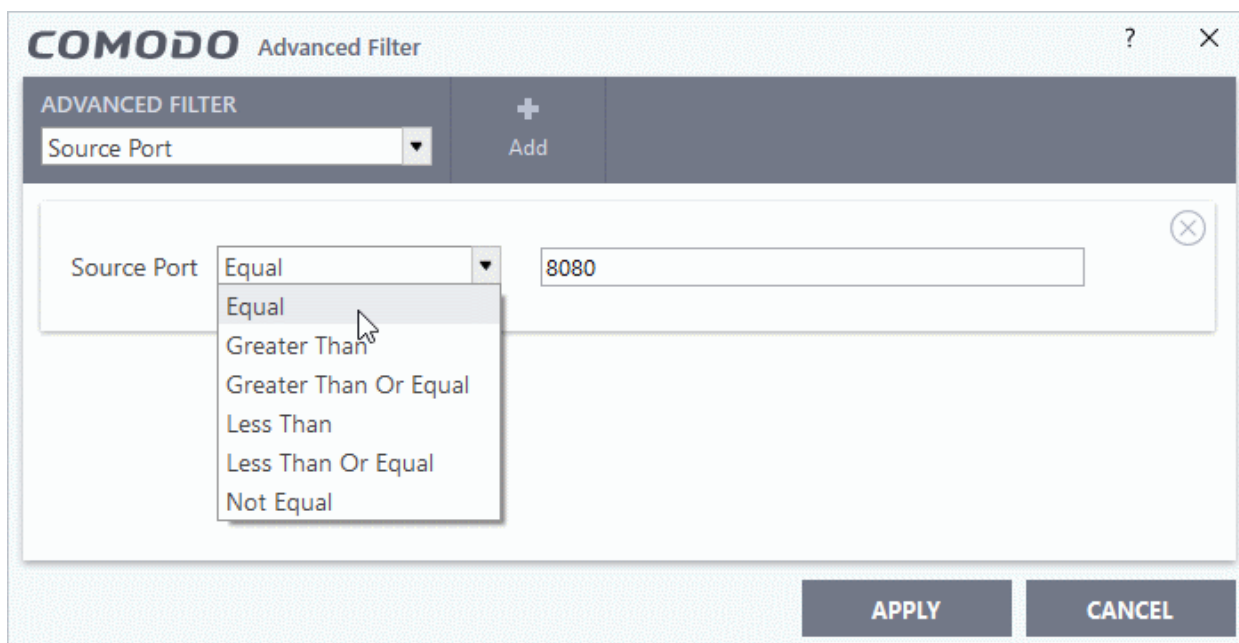 COMODO Advanced Filter ?
ADVANCED FILTER
Source Port
Add
Source Port Equal 8080
Equal
Greater Than
Greater Than Or Equal
Less Than
Less Than Or Equal
Not Equal
APPLY CANCEL